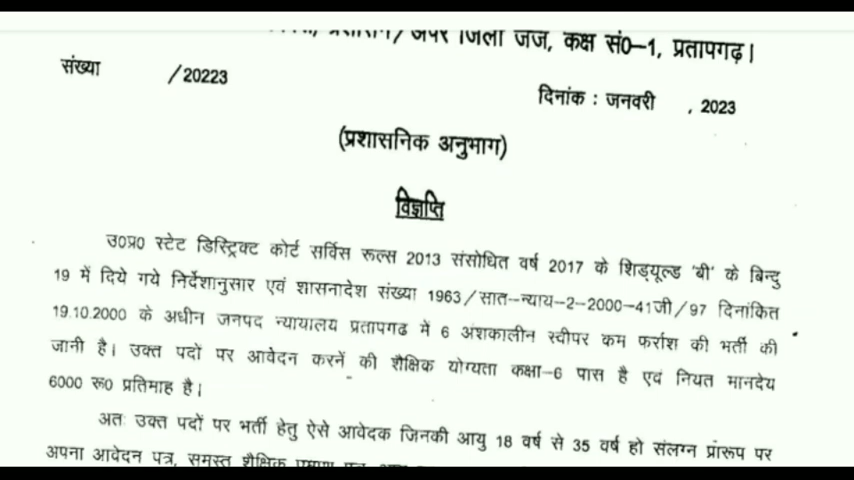 प्रशासन/अपर जिला जज, कक्ष सं0–1, प्रतापगढ़।
संख्या /20223
दिनांक : जनवरी , 2023
(प्रशासनिक अनुभाग)
विज्ञप्ति
उ0प्र0 स्टेट डिस्ट्रिक्ट कोर्ट सर्विस रूल्स 2013 संसोधित वर्ष 2017 के शिड्यूल्ड 'बी' के बिन्दु
19 में दिये गये निर्देशानुसार एवं शासनादेश संख्या 1963/सात–न्याय–2–2000–41जी/97 दिनांकित
19.10.2000 के अधीन जनपद न्यायालय प्रतापगढ में 6 अंशकालीन स्वीपर कम फर्राश की भर्ती की
जानी है। उक्त पदों पर आवेदन करनें की शैक्षिक योग्यता कक्षा–6 पास है एवं नियत मानदेय
6000 रू0 प्रतिमाह है।
अतः उक्त पदों पर भर्ती हेतु ऐसे आवेदक जिनकी आयु 18 वर्ष से 35 वर्ष हो संलग्न प्रारूप पर
अपना आवेदन पत्र, समस्त शैक्षिक